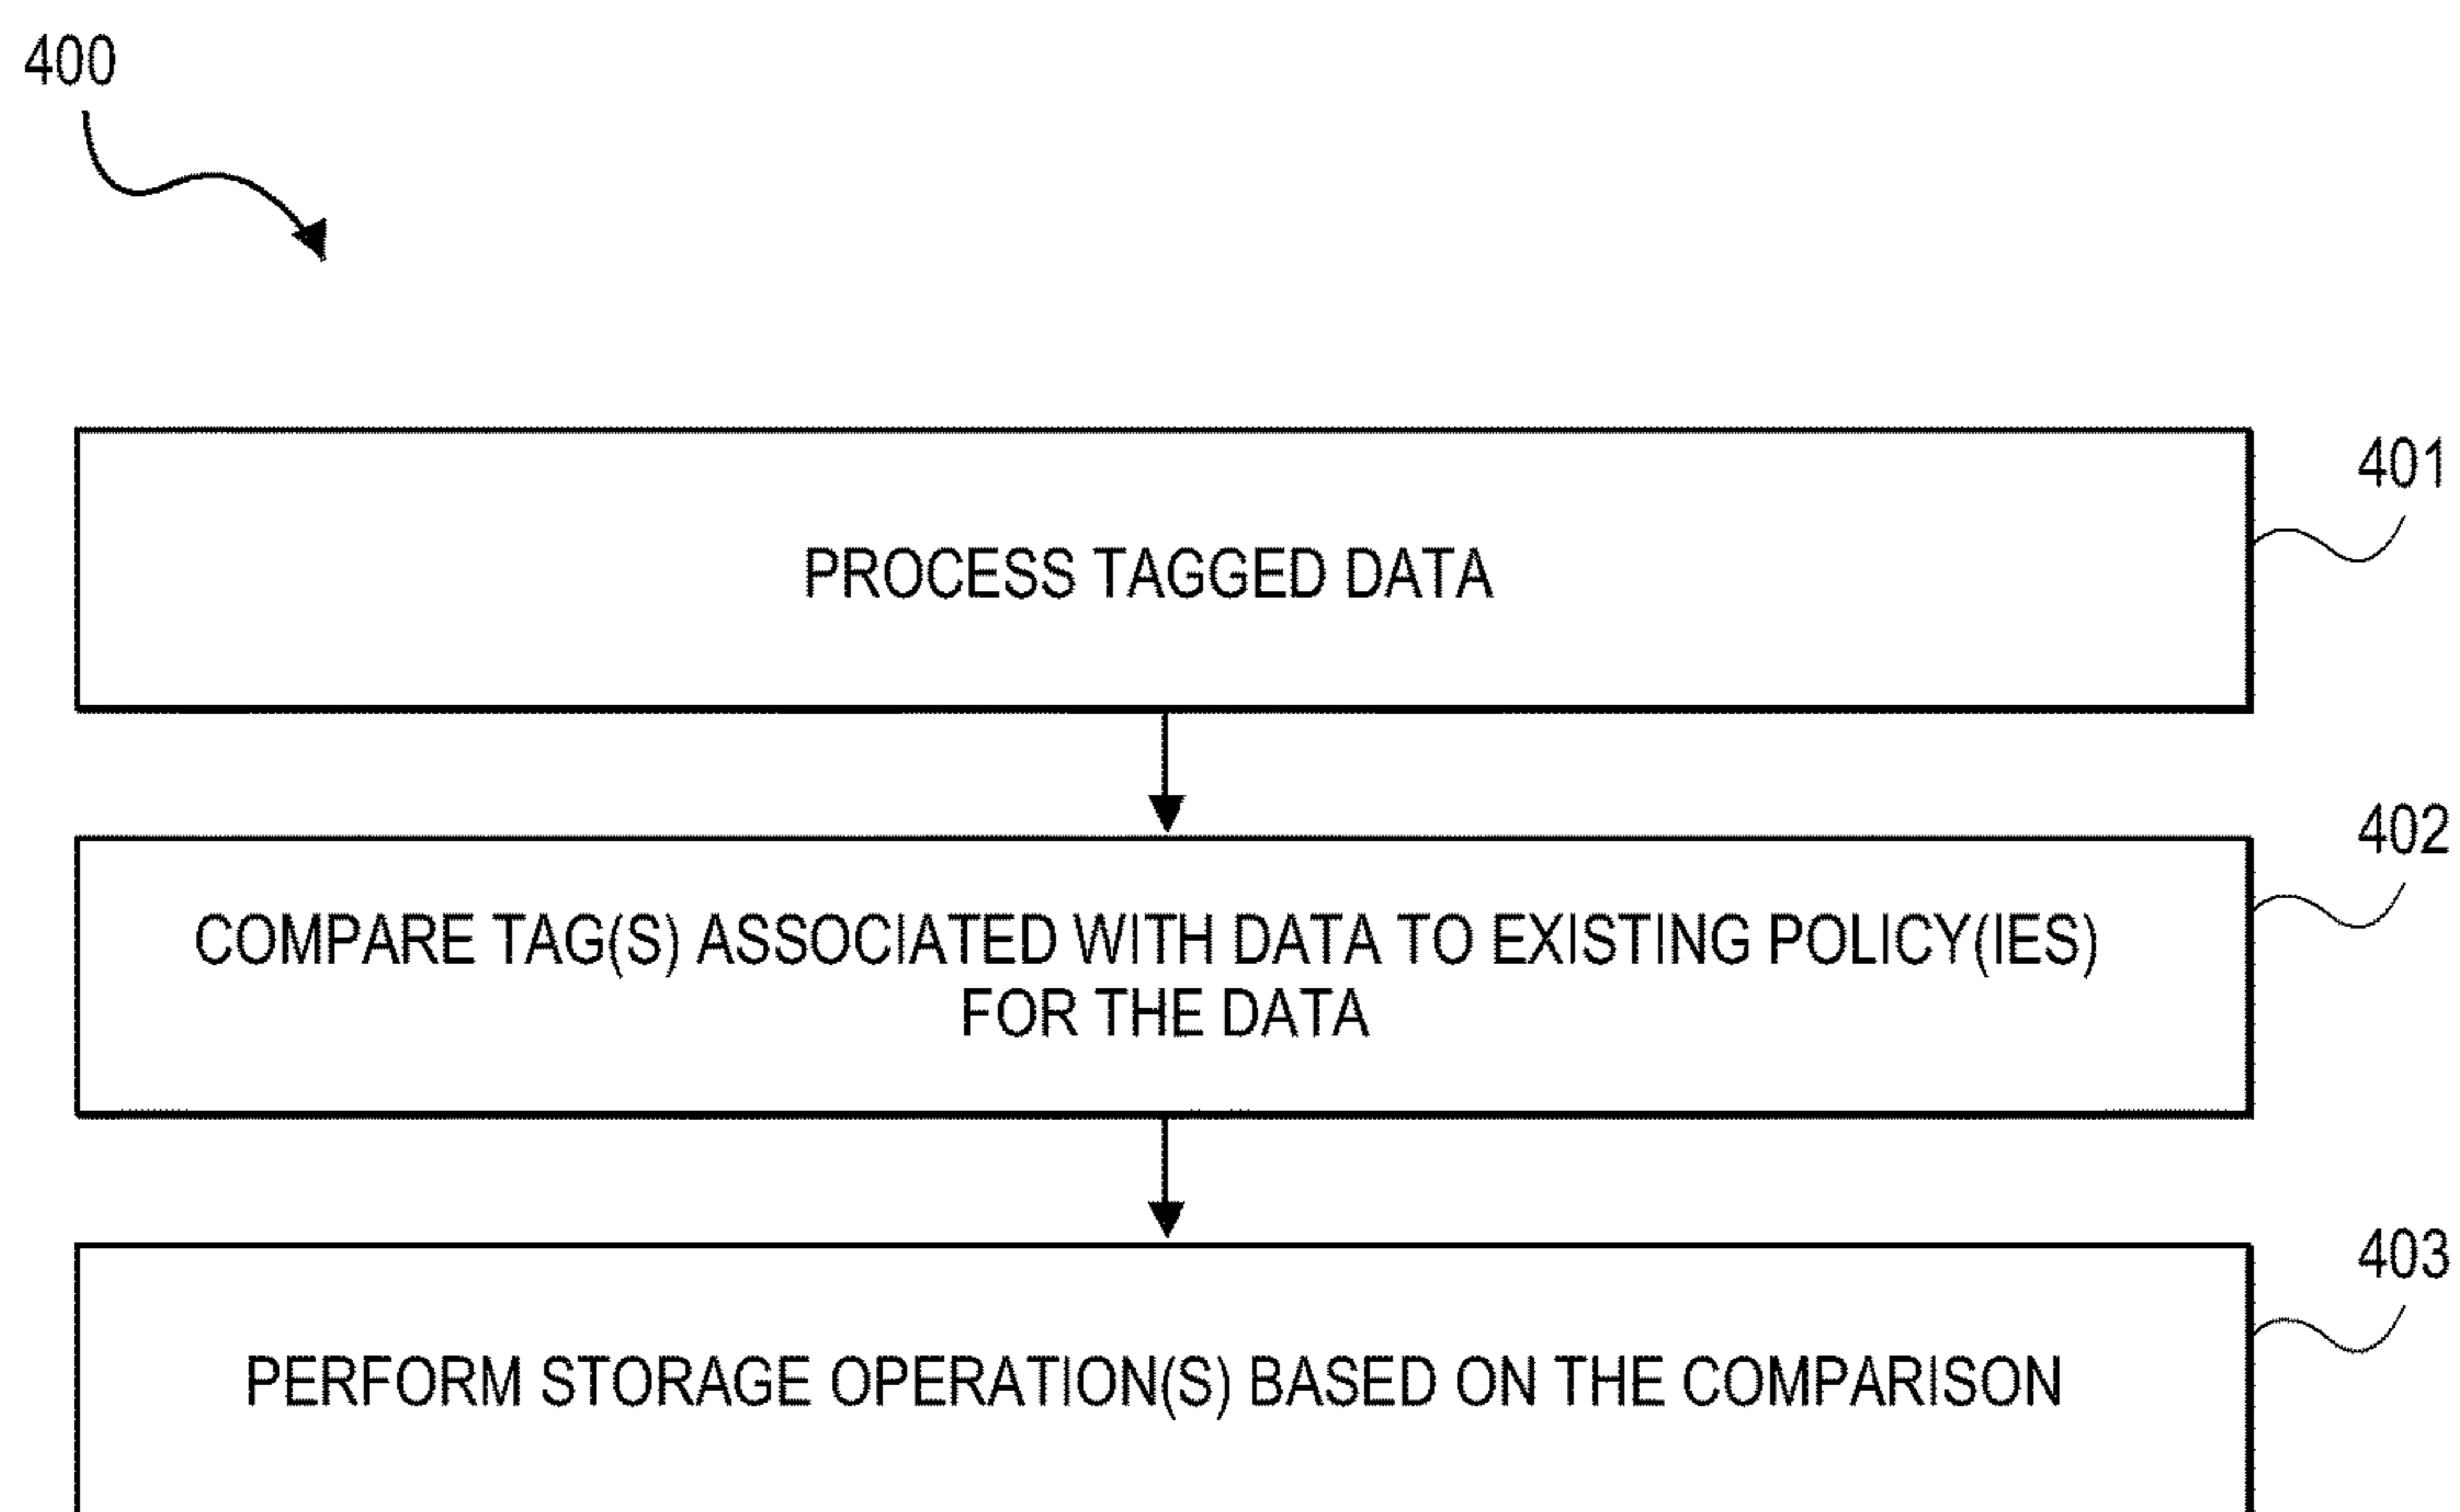 400
401
PROCESS TAGGED DATA
402
COMPARE TAG(S) ASSOCIATED WITH DATA TO EXISTING POLICY(IES)
FOR THE DATA
403
PERFORM STORAGE OPERATION(S) BASED ON THE COMPARISON